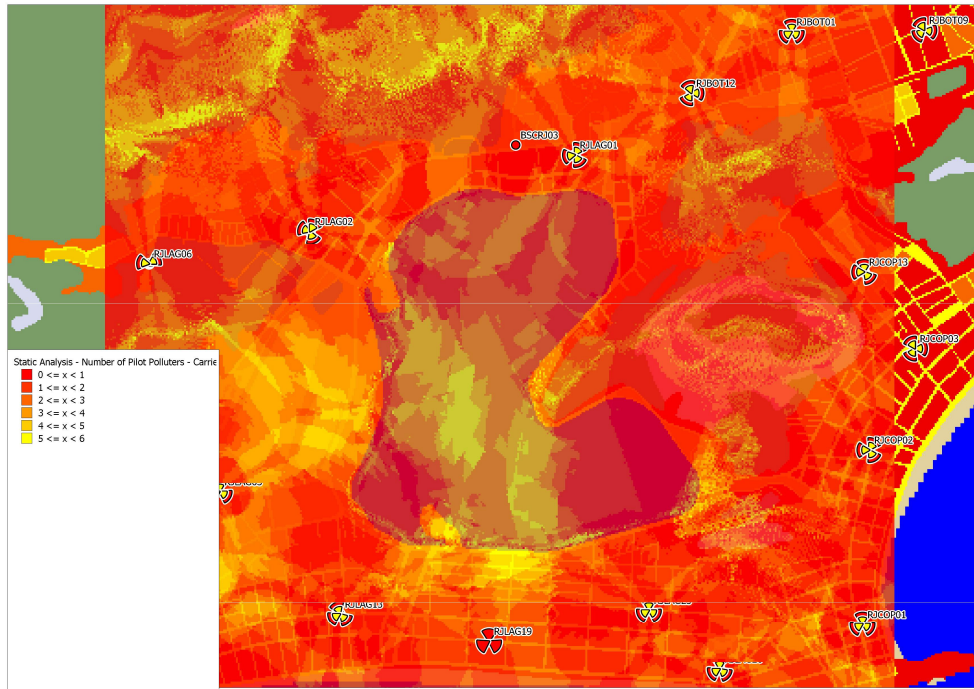 RJBOT01
RJBOT09
RJBOT12
BSCRJ03
RJLAG01
RJLAG02
RJLAG06
RJCOP13
RJCOP03
Static Analysis - Number of Pilot Polluters - Carrie
0 <= x < 1
1 <= x < 2
2 <= x < 3
3 <= x < 4
4 <= x < 5
5 <= x < 6
RJCOP02
RJLAG13
RJCOP01
RJLAG19